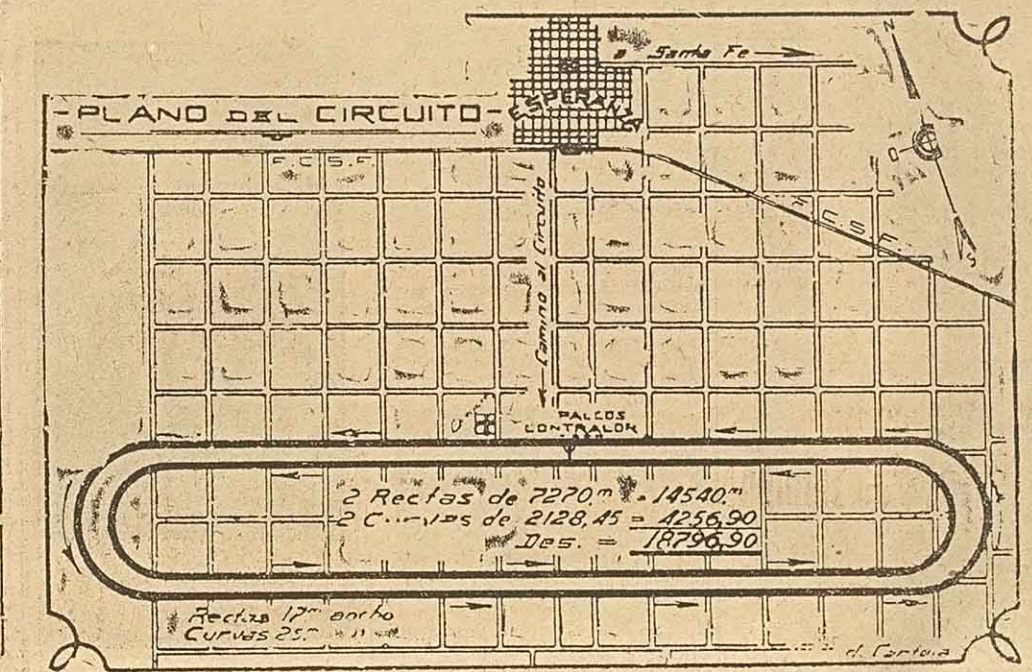 a Santa Fe
N
ESPERANZA
-PLANO DEL CIRCUITO-
F.C.S.F.
O
F.C.S.F.
S
Camino al Circuito
PALCOS
CONTRALOR
2 Rectas de 7270.m = 14540.m
2 Curvas de 2128,45 = 4256,90
Des. = 18796,90
Rectas 17m ancho
Curvas 25m